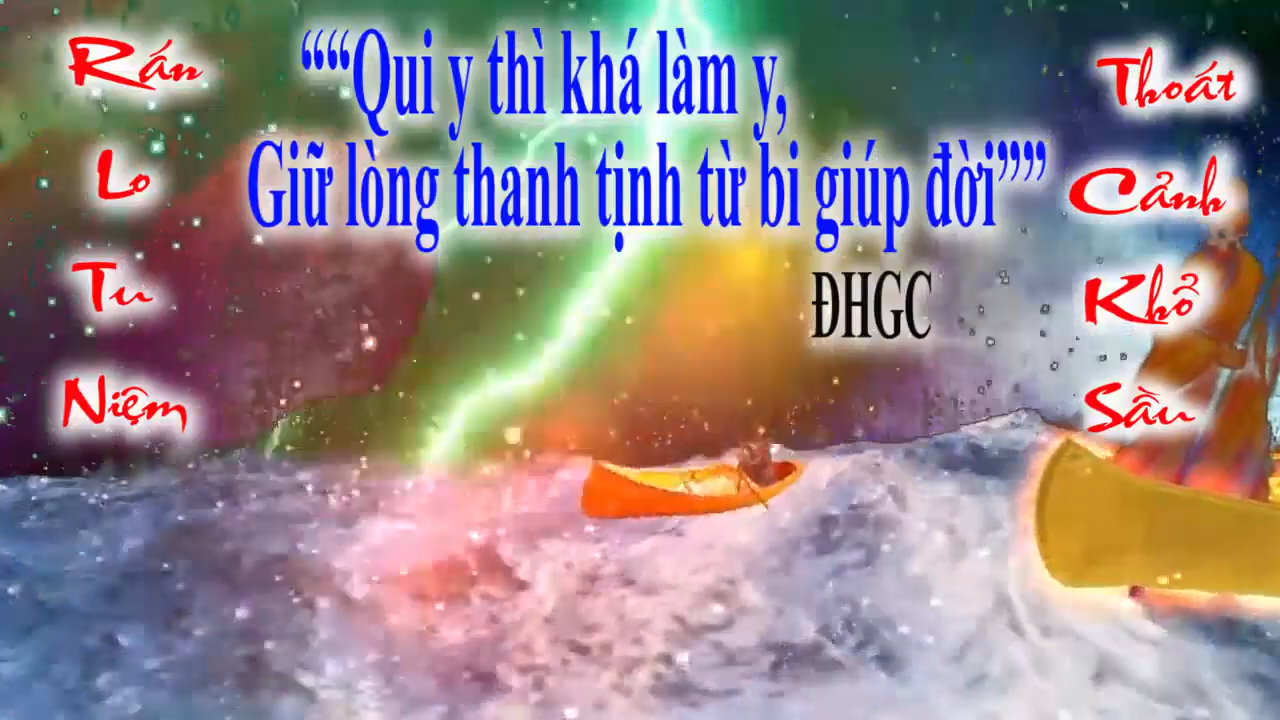 Rấn
Lo
Tu
Niệm
““Qui y thì khá làm y,
Giữ lòng thanh tịnh từ bi giúp đời””
ĐHGC
Thoát
Cảnh
Khổ
Sầu